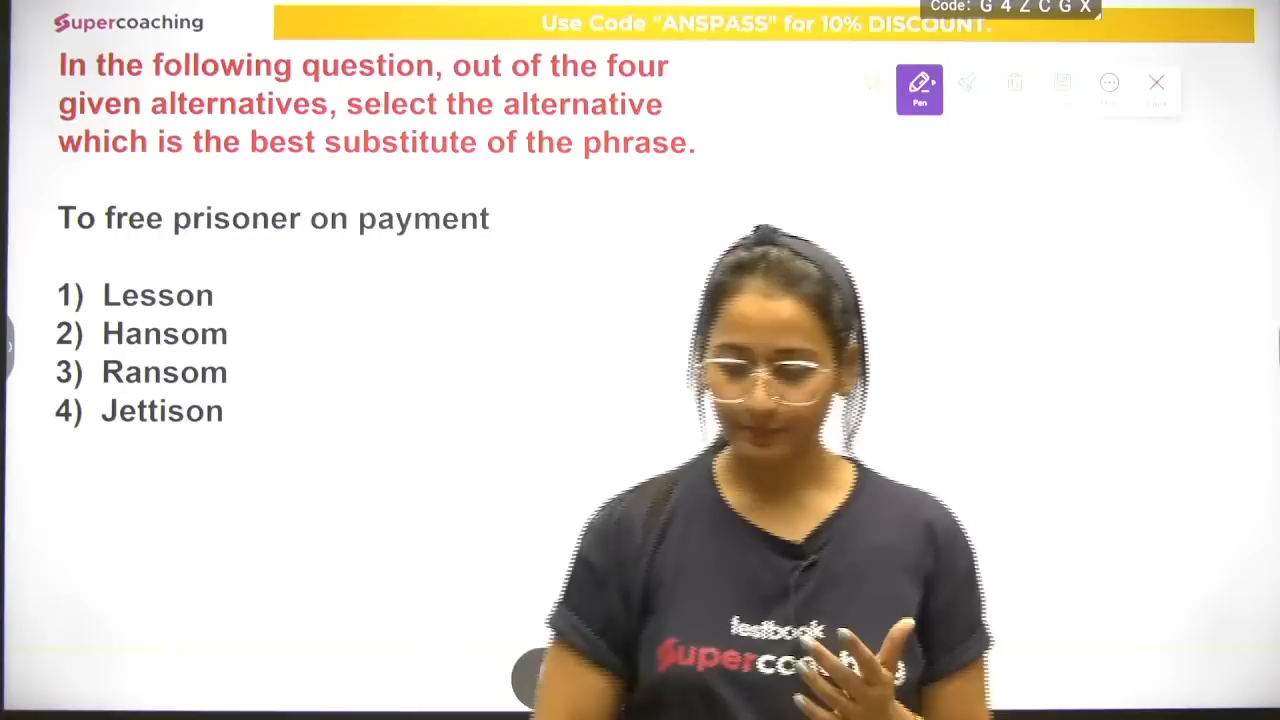 Supercoaching
Code: G 4 Z C G X
Use Code "ANSPASS" for 10% DISCOUNT.
In the following question, out of the four
given alternatives, select the alternative
which is the best substitute of the phrase.
Pen
To free prisoner on payment
1) Lesson
2) Hansom
3) Ransom
4) Jettison
testbook
Supercoaching